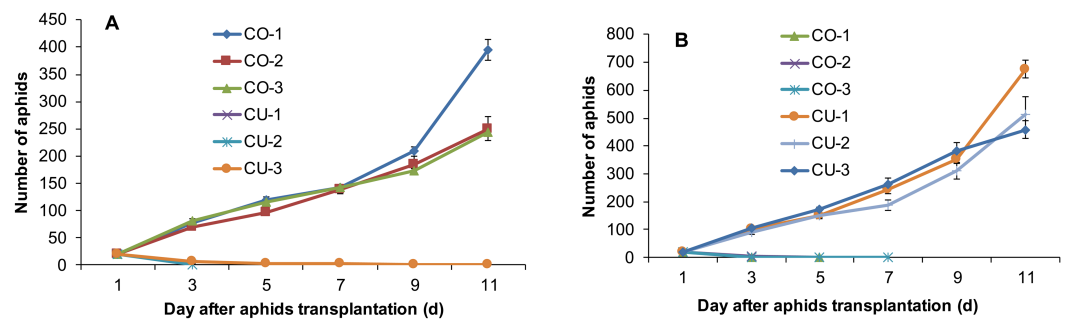 A
Number of aphids
450
400
350
300
250
200
150
100
50
0
CO-1
CO-2
CO-3
CU-1
CU-2
CU-3
1 3 5 7 9 11
Day after aphids transplantation (d)
B
Number of aphids
800
700
600
500
400
300
200
100
0
CO-1
CO-2
CO-3
CU-1
CU-2
CU-3
1 3 5 7 9 11
Day after aphids transplantation (d)